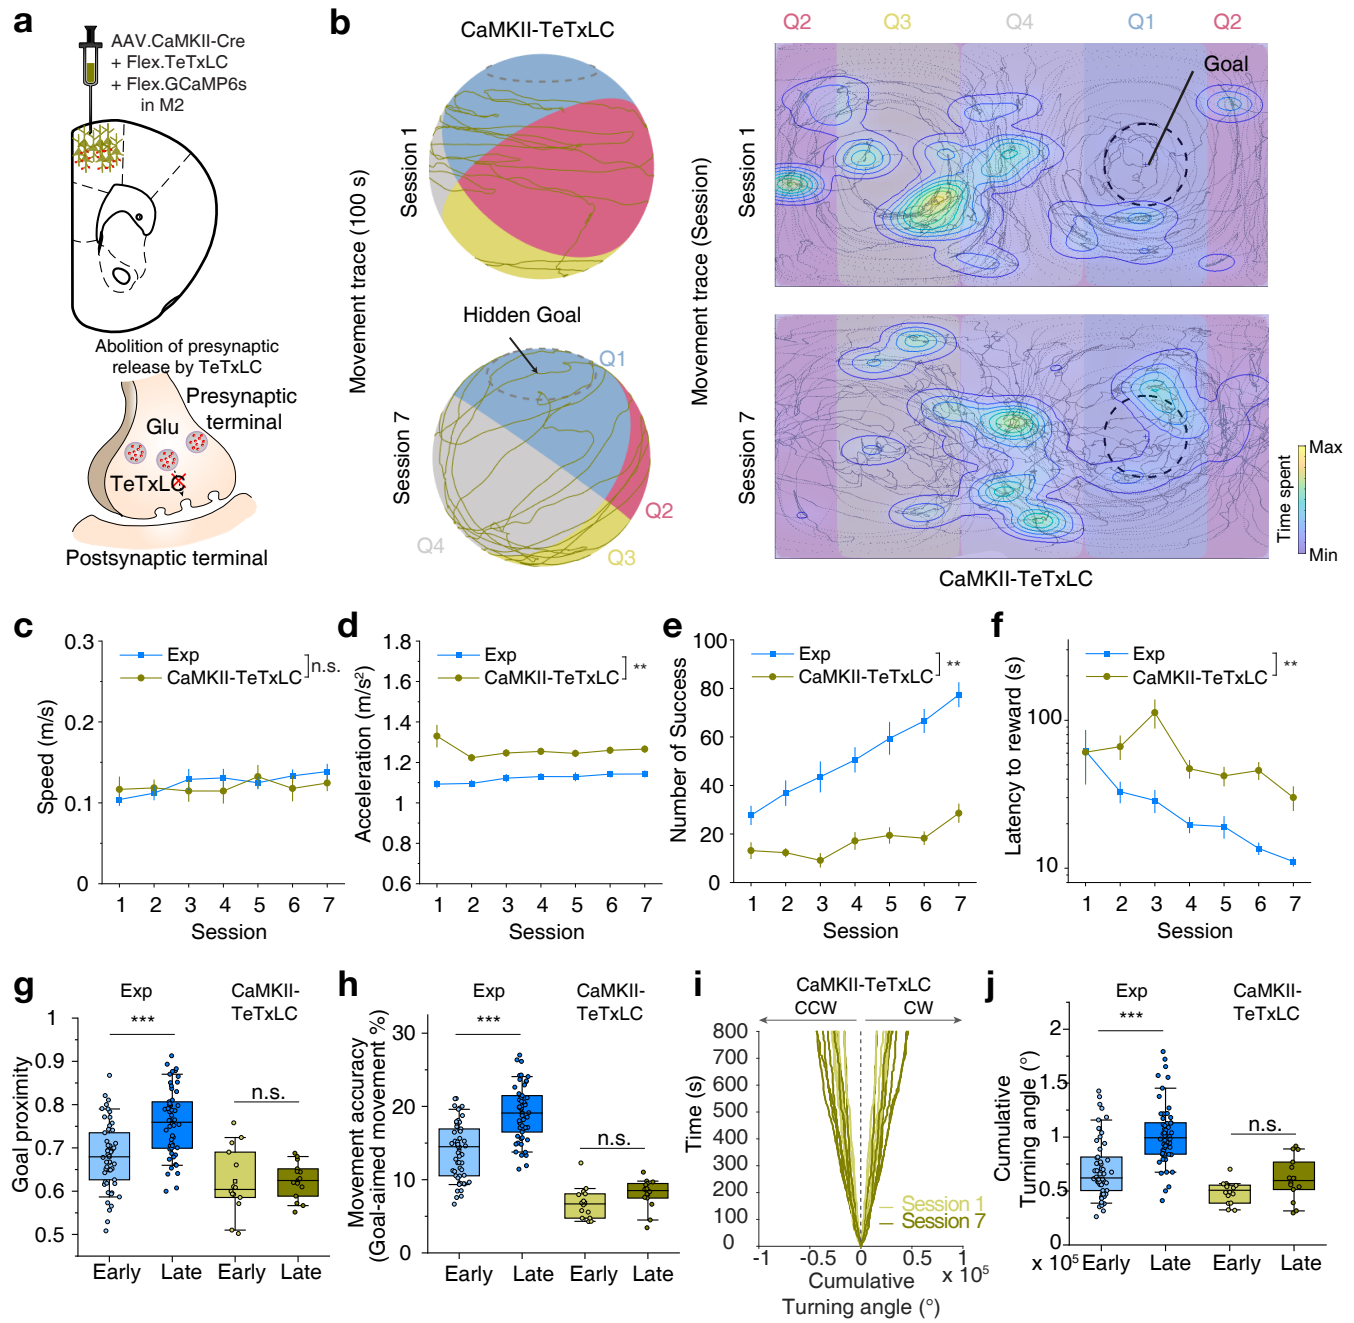 a
AAV.CaMKII-Cre
+ Flex.TeTxLC
+ Flex.GCaMP6s
in M2
Abolition of presynaptic
release by TeTxLC
Presynaptic
terminal
Glu
TeTxLC
Postsynaptic terminal
b
CaMKII-TeTxLC
Movement trace (100 s)
Session 1
Session 7
Hidden Goal
Q1
Q2
Q3
Q4
Movement trace (Session)
Session 1
Session 7
Q2 Q3 Q4 Q1 Q2
Goal
Max
Time spent
Min
CaMKII-TeTxLC
c
Speed (m/s)
0.3
0.2
0.1
0
Exp
CaMKII-TeTxLC
n.s.
1 2 3 4 5 6 7
Session
d
Acceleration (m/s²)
1.8
1.6
1.4
1.2
1
0.8
0.6
Exp
CaMKII-TeTxLC
**
1 2 3 4 5 6 7
Session
e
Number of Success
100
80
60
40
20
0
Exp
CaMKII-TeTxLC
**
1 2 3 4 5 6 7
Session
f
Latency to reward (s)
100
10
Exp
CaMKII-TeTxLC
**
1 2 3 4 5 6 7
Session
g
Goal proximity
1
0.9
0.8
0.7
0.6
0.5
Exp
***
CaMKII-
TeTxLC
n.s.
Early Late Early Late
h
Movement accuracy
(Goal-aimed movement %)
30
20
10
0
Exp
***
CaMKII-
TeTxLC
n.s.
Early Late Early Late
i
CaMKII-TeTxLC
CCW CW
Time (s)
800
700
600
500
400
300
200
100
0
Session 1
Session 7
-1 -0.5 0 0.5 1
x 10⁵
Cumulative
Turning angle (°)
j
Cumulative
Turning angle (°)
2
1.5
1
0.5
0
x 10⁵
Exp
***
CaMKII-
TeTxLC
n.s.
Early Late Early Late